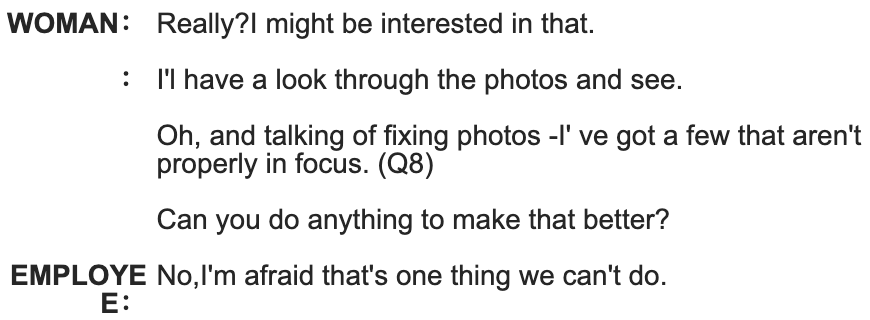 WOMAN: Really?I might be interested in that.
: I'l have a look through the photos and see.
Oh, and talking of fixing photos -I' ve got a few that aren't
properly in focus. (Q8)
Can you do anything to make that better?
EMPLOYE No,I'm afraid that's one thing we can't do.
E: